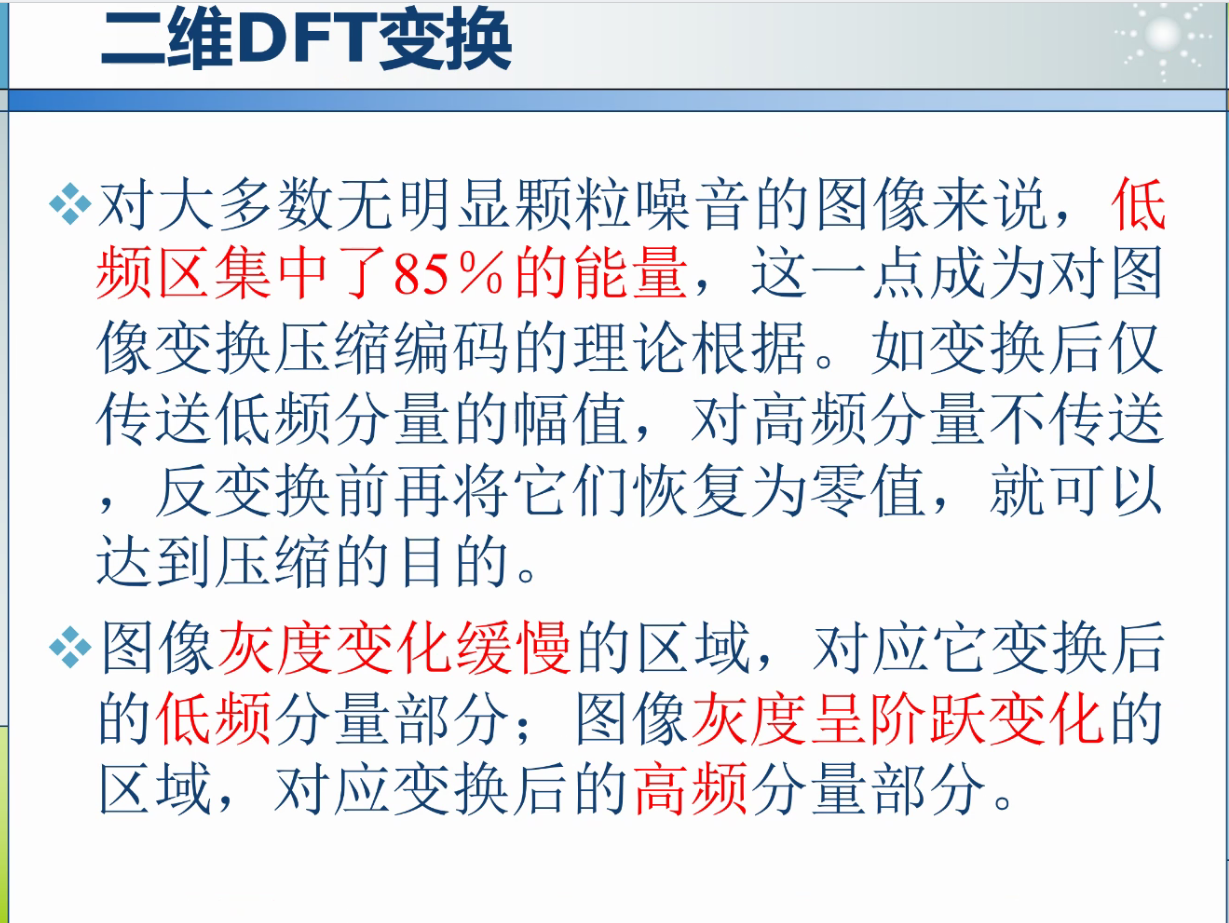 二维DFT变换
对大多数无明显颗粒噪音的图像来说，低
频区集中了85％的能量，这一点成为对图
像变换压缩编码的理论根据。如变换后仅
传送低频分量的幅值，对高频分量不传送
，反变换前再将它们恢复为零值，就可以
达到压缩的目的。
图像灰度变化缓慢的区域，对应它变换后
的低频分量部分；图像灰度呈阶跃变化的
区域，对应变换后的高频分量部分。